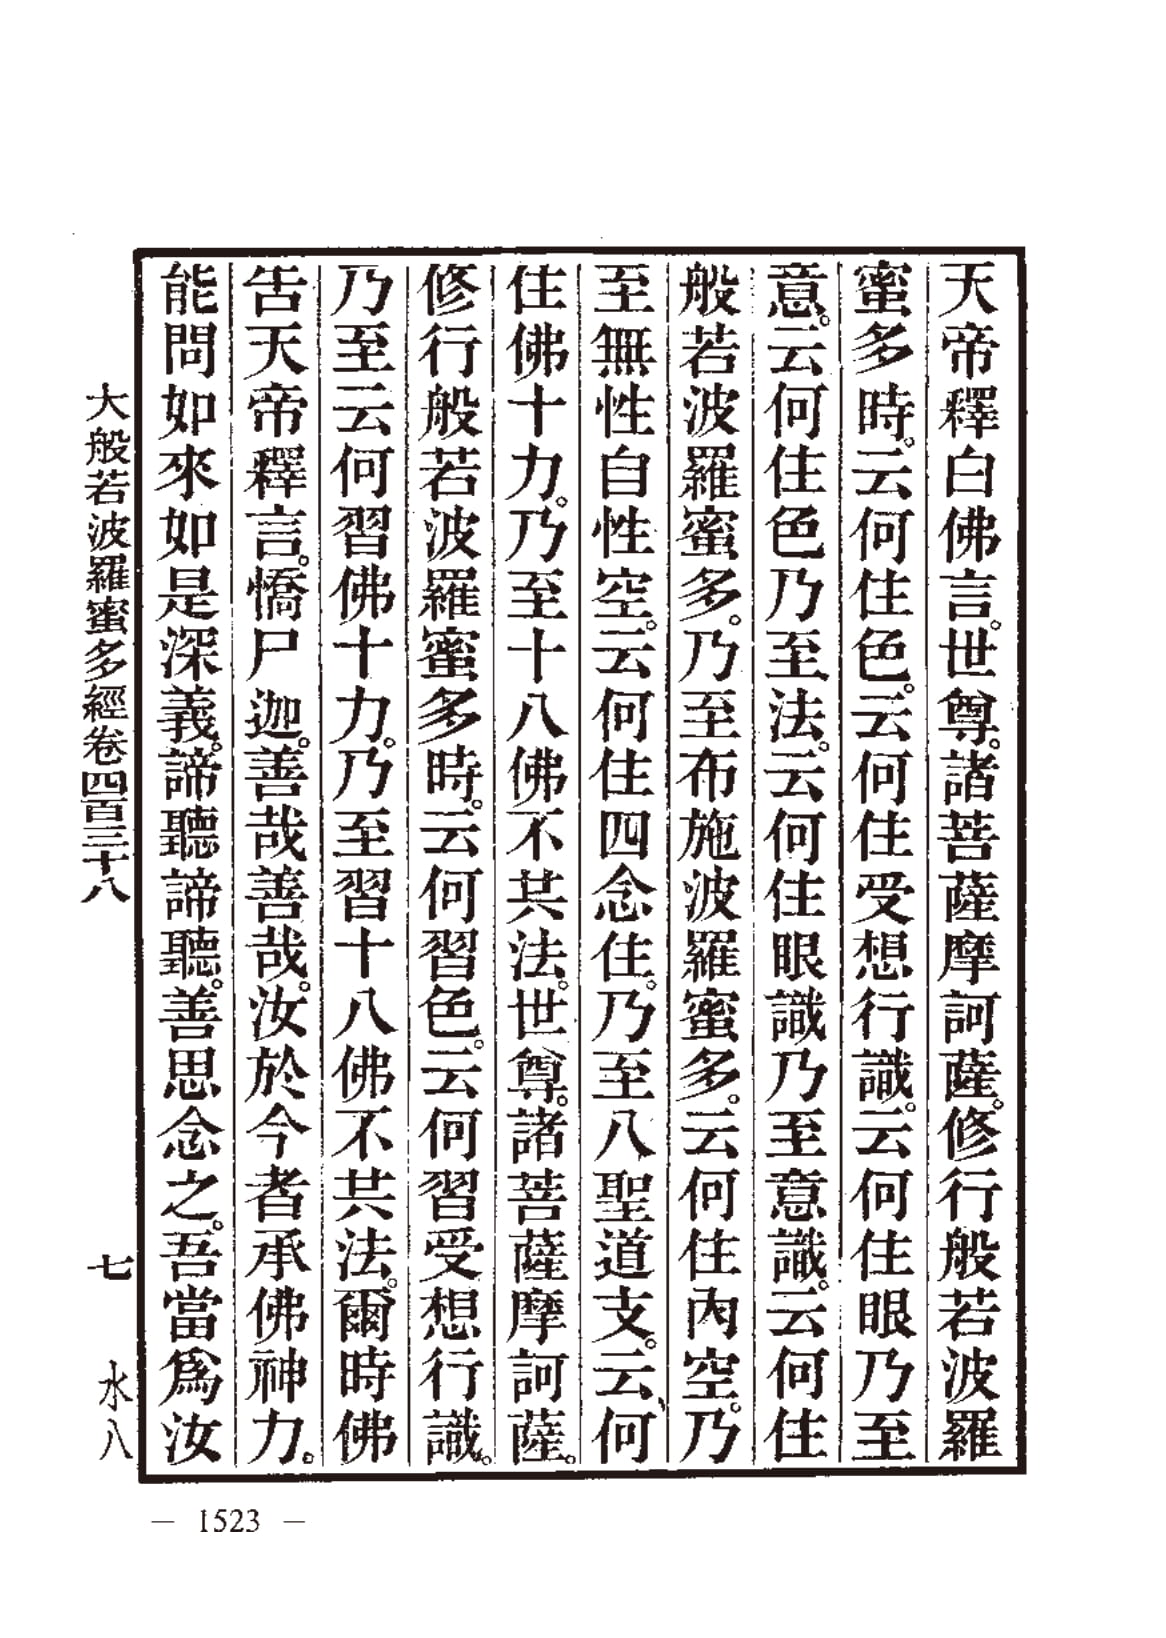 天帝釋白佛言。世尊。諸菩薩摩訶薩。修行般若波羅
蜜多時。云何住色。云何住受想行識。云何住眼乃至
意。云何住色乃至法。云何住眼識乃至意識。云何住
般若波羅蜜多。乃至布施波羅蜜多。云何住內空。乃
至無性自性空。云何住四念住。乃至八聖道支。云何
住佛十力。乃至十八佛不共法。世尊。諸菩薩摩訶薩。
修行般若波羅蜜多時。云何習色。云何習受想行識。
乃至云何習佛十力。乃至習十八佛不共法。爾時佛
告天帝釋言。憍尸迦。善哉善哉。汝於今者承佛神力。
能問如來如是深義。諦聽諦聽。善思念之。吾當爲汝
大般若波羅蜜多經卷四百三十八 七 水八
— 1523 —